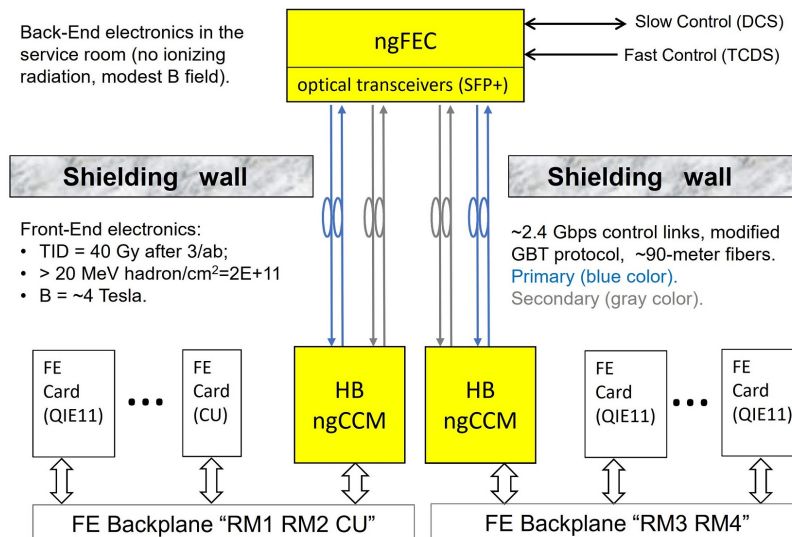 Back-End electronics in the
service room (no ionizing
radiation, modest B field).
ngFEC
optical transceivers (SFP+)
Slow Control (DCS)
Fast Control (TCDS)
Shielding wall
Shielding wall
Front-End electronics:
• TID = 40 Gy after 3/ab;
• > 20 MeV hadron/cm²=2E+11
• B = ~4 Tesla.
~2.4 Gbps control links, modified
GBT protocol, ~90-meter fibers.
Primary (blue color).
Secondary (gray color).
FE
Card
(QIE11)
...
FE
Card
(CU)
HB
ngCCM
HB
ngCCM
FE
Card
(QIE11)
...
FE
Card
(QIE11)
FE Backplane “RM1 RM2 CU”
FE Backplane “RM3 RM4”